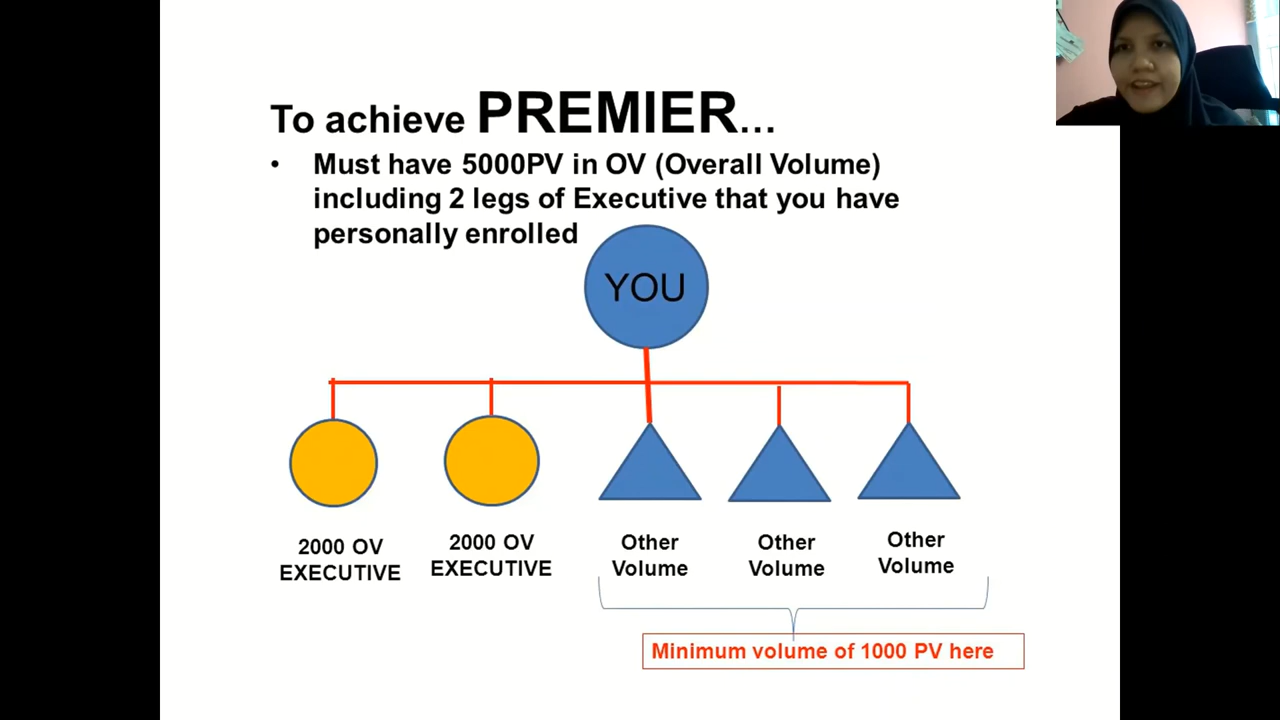 To achieve PREMIER...
• Must have 5000PV in OV (Overall Volume)
including 2 legs of Executive that you have
personally enrolled
YOU
2000 OV
EXECUTIVE
2000 OV
EXECUTIVE
Other
Volume
Other
Volume
Other
Volume
Minimum volume of 1000 PV here